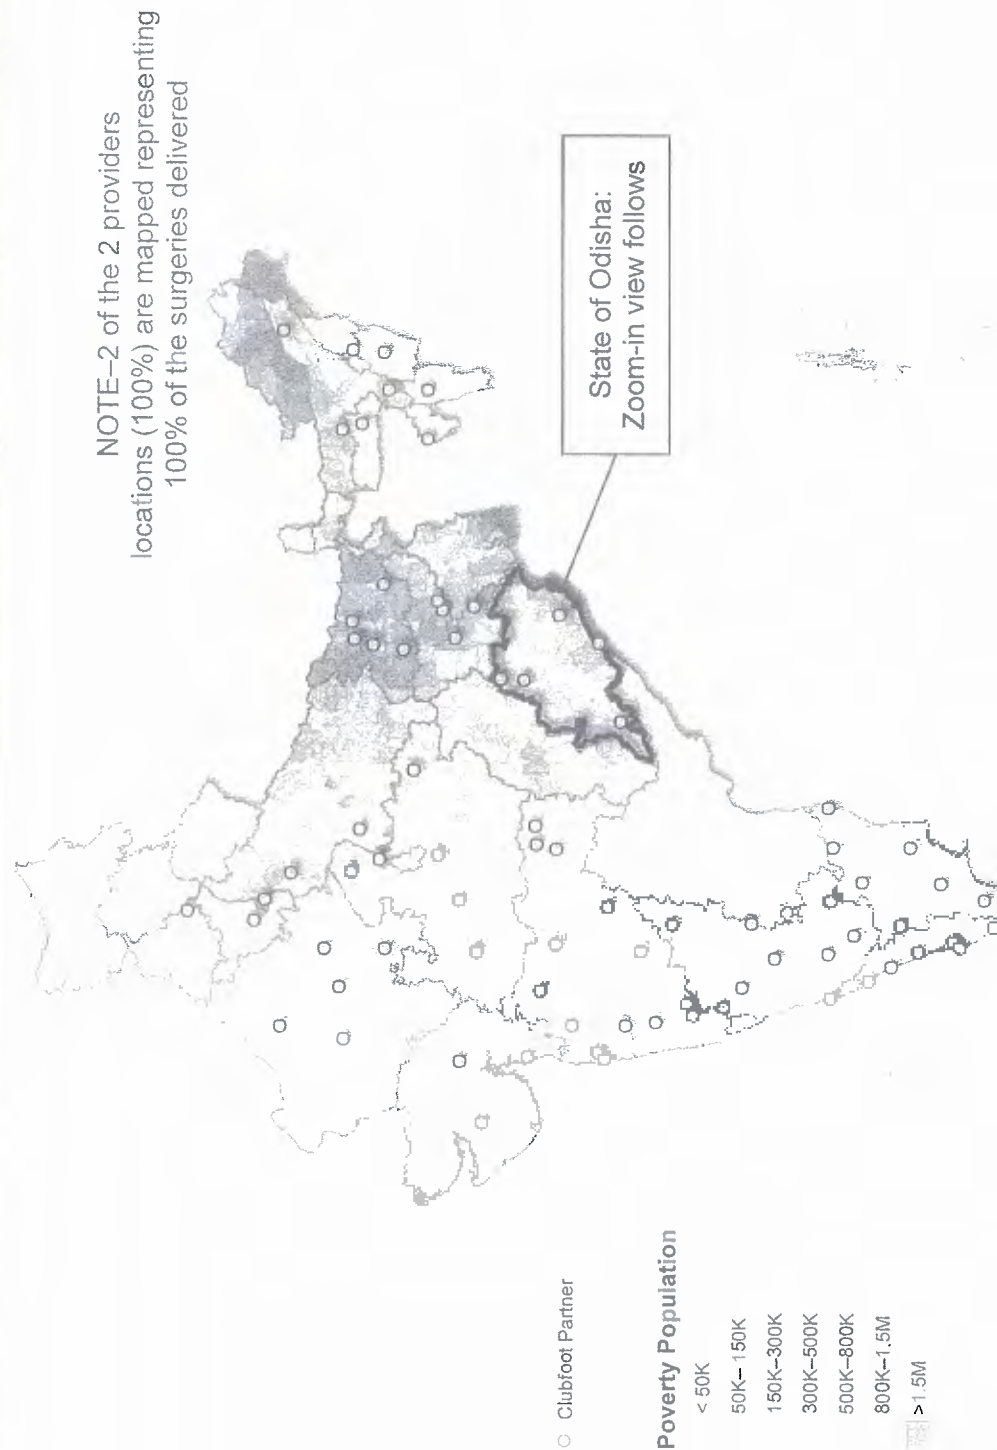 NOTE–2 of the 2 providers
locations (100%) are mapped representing
100% of the surgeries delivered
State of Odisha:
Zoom-in view follows
Clubfoot Partner
Poverty Population
< 50K
50K–150K
150K–300K
300K–500K
500K–800K
800K–1.5M
>1.5M